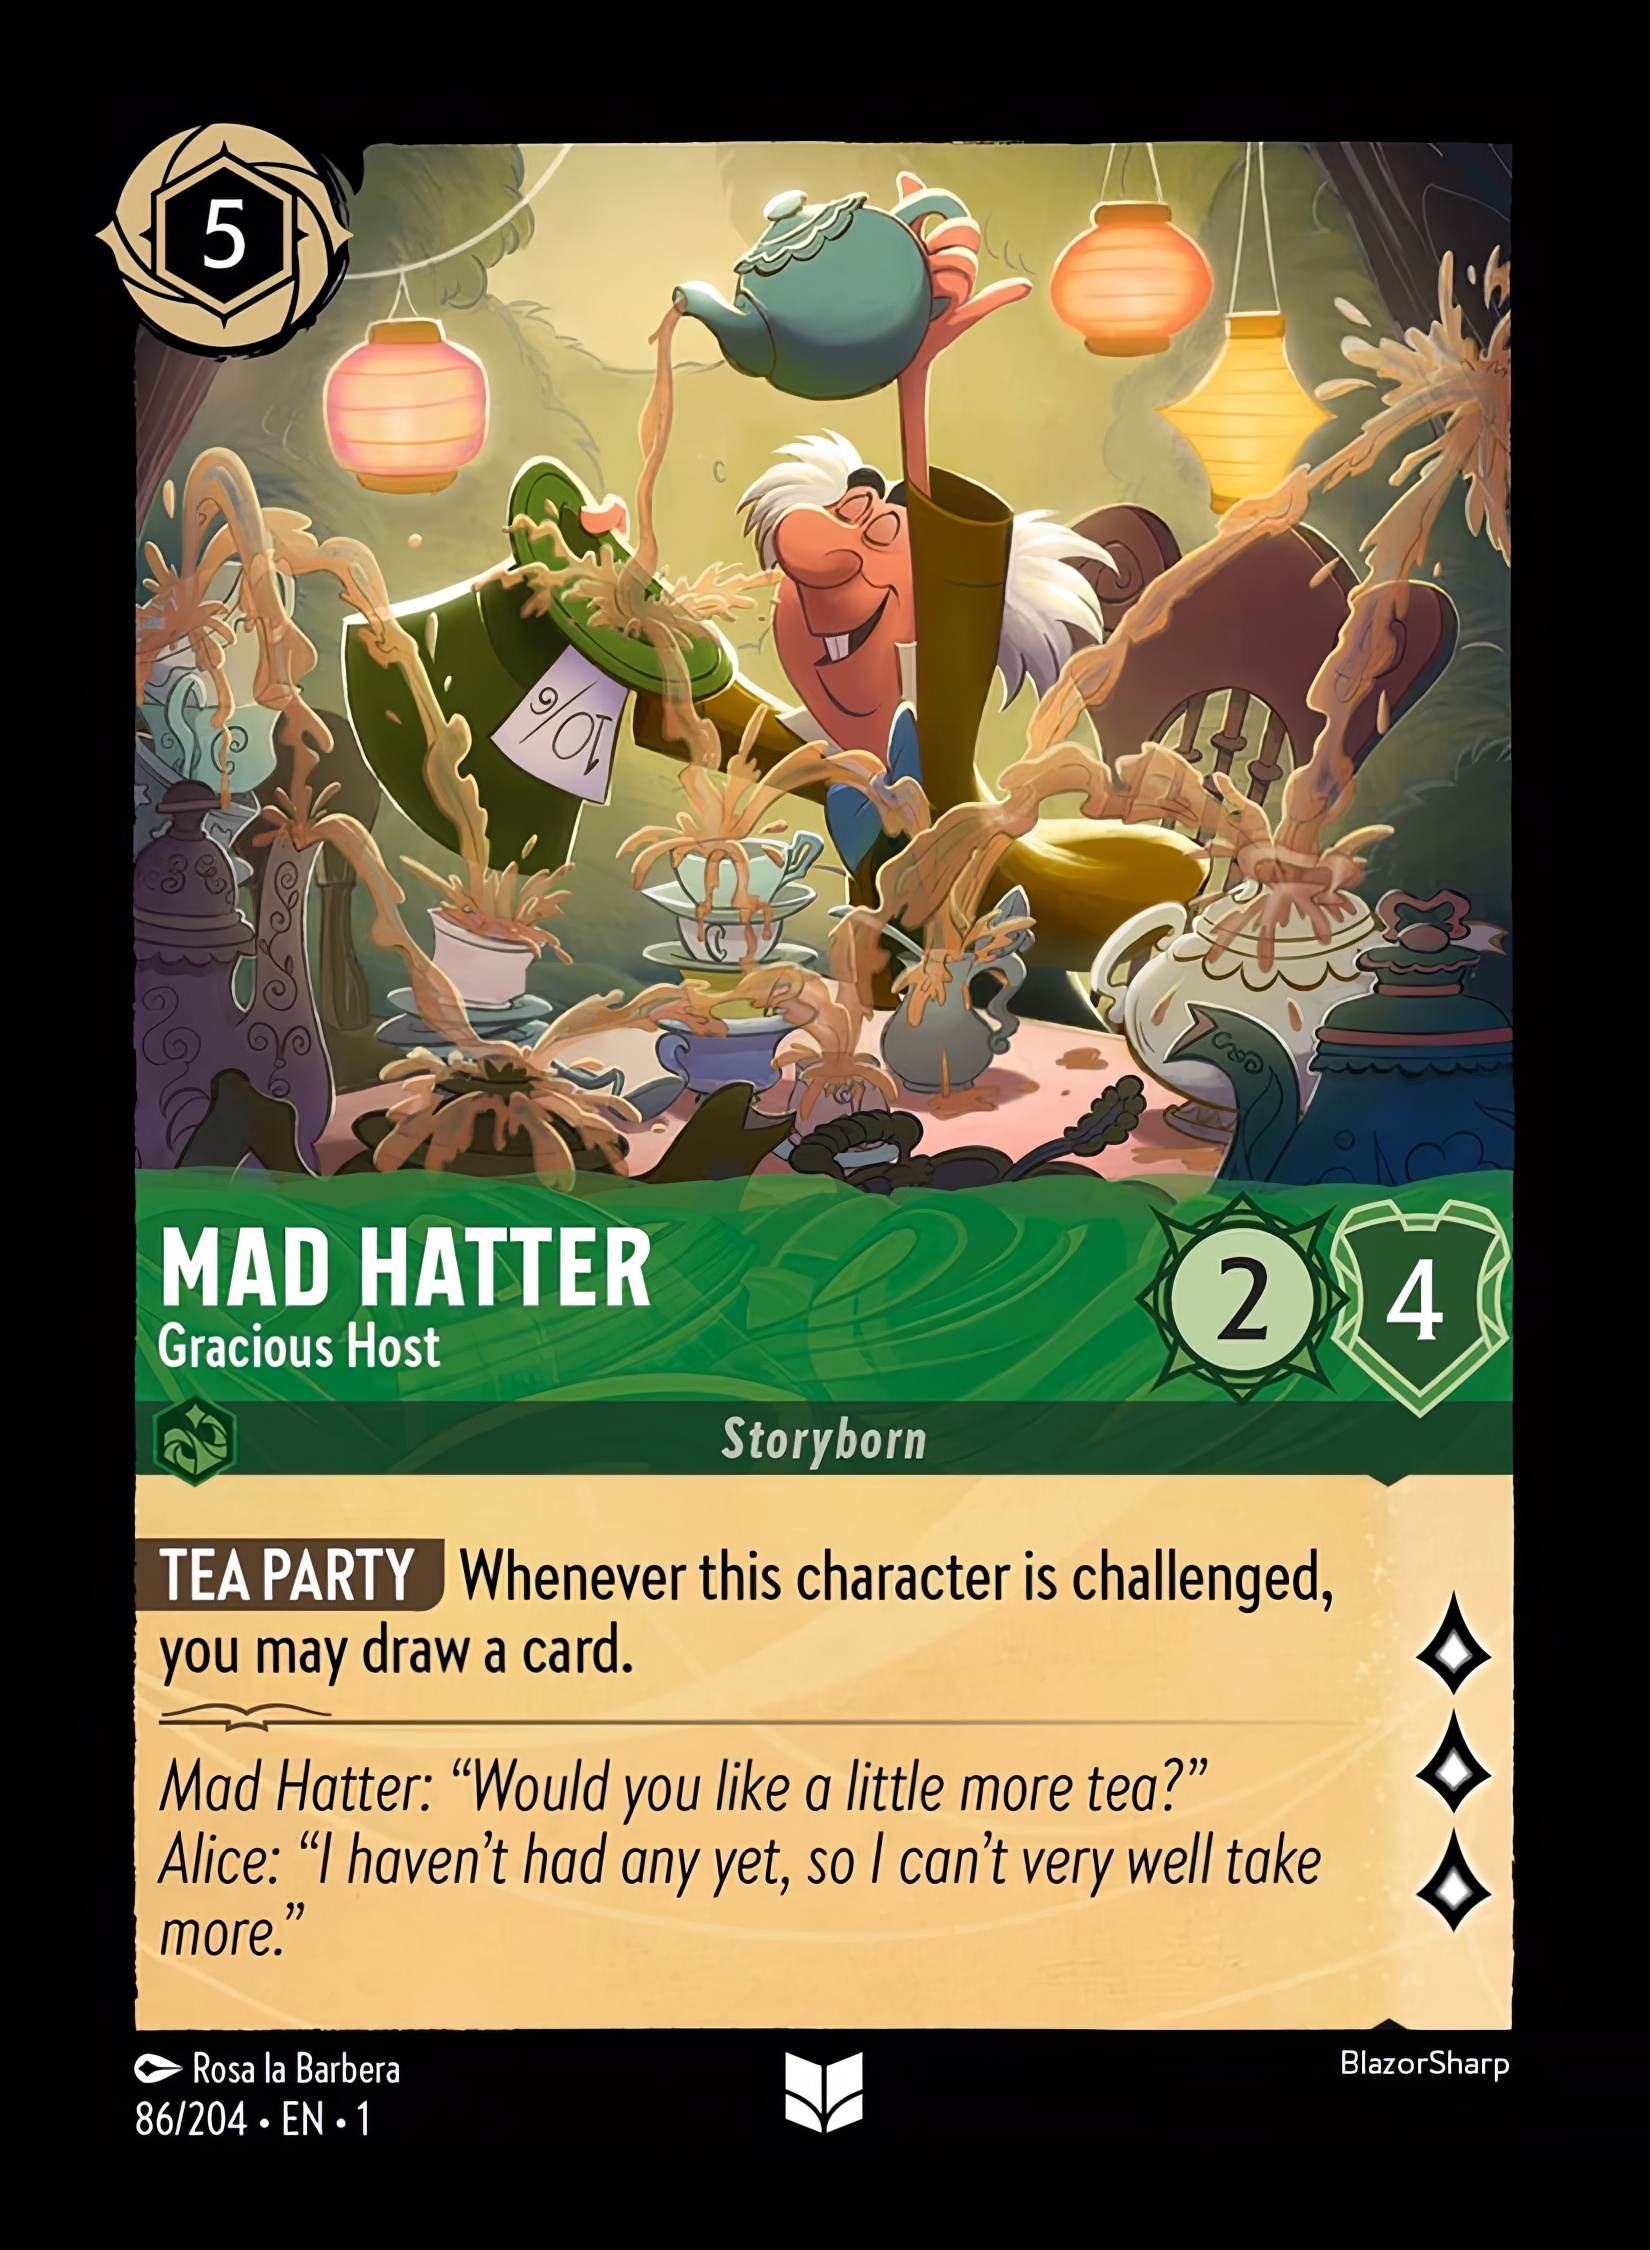 5
10/6
MAD HATTER
Gracious Host
2
4
Storyborn
TEA PARTY Whenever this character is challenged,
you may draw a card.
Mad Hatter: “Would you like a little more tea?”
Alice: “I haven’t had any yet, so I can’t very well take
more.”
Rosa la Barbera
BlazorSharp
86/204 • EN • 1